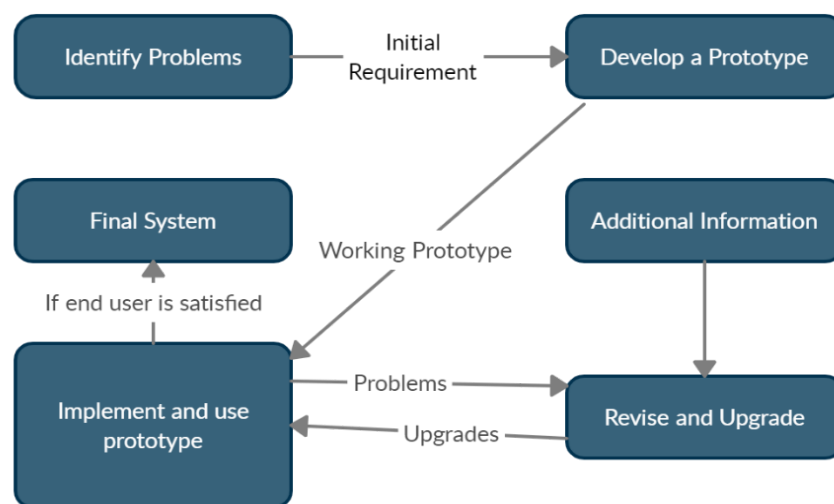 Identify Problems
Initial
Requirement
Develop a Prototype
Final System
Additional Information
Working Prototype
If end user is satisfied
Implement and use
prototype
Problems
Upgrades
Revise and Upgrade